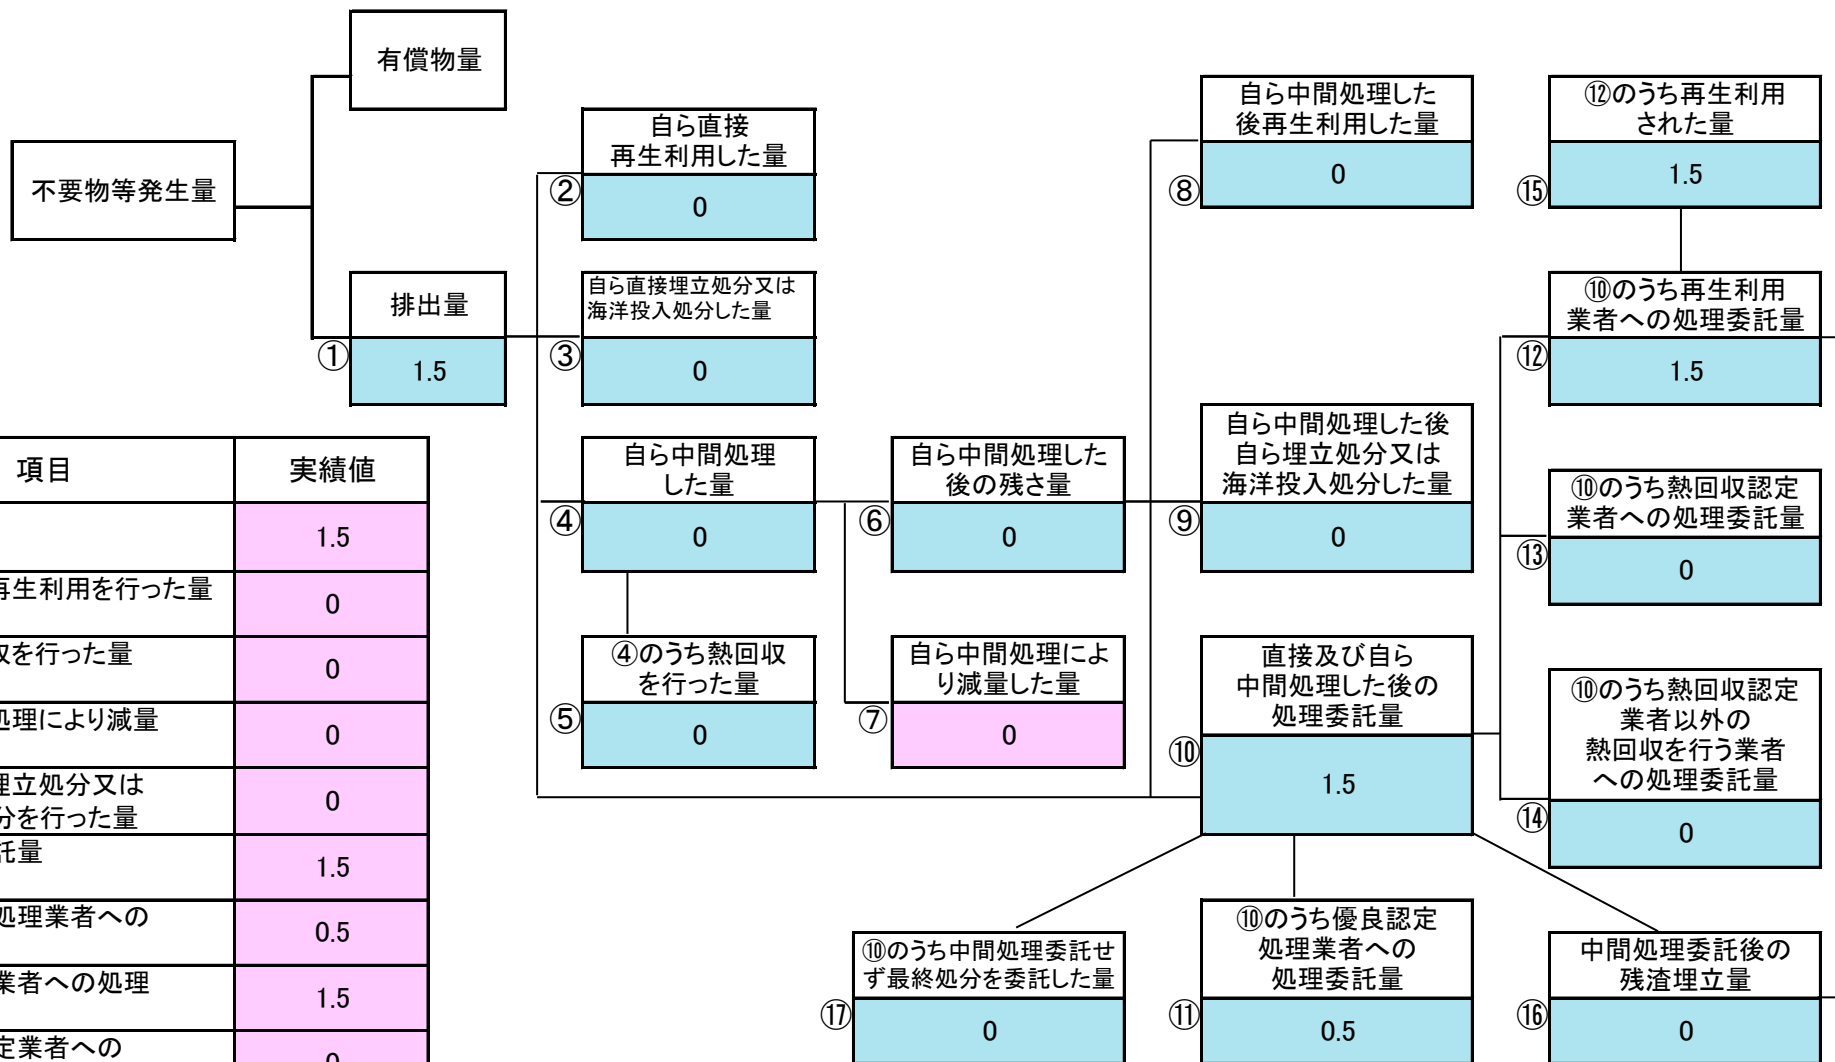 有償物量
不要物等発生量
排出量
①
1.5
自ら直接
再生利用した量
②
0
自ら直接埋立処分又は
海洋投入処分した量
③
0
自ら中間処理
した量
④
0
④のうち熱回収
を行った量
⑤
0
自ら中間処理した
後の残さ量
⑥
0
自ら中間処理によ
り減量した量
⑦
0
自ら中間処理した
後再生利用した量
⑧
0
自ら中間処理した後
自ら埋立処分又は
海洋投入処分した量
⑨
0
直接及び自ら
中間処理した後の
処理委託量
⑩
1.5
⑫のうち再生利用
された量
⑮
1.5
⑩のうち再生利用
業者への処理委託量
⑫
1.5
⑩のうち熱回収認定
業者への処理委託量
⑬
0
⑩のうち熱回収認定
業者以外の
熱回収を行う業者
への処理委託量
⑭
0
⑩のうち中間処理委託せ
ず最終処分を委託した量
⑰
0
⑩のうち優良認定
処理業者への
処理委託量
⑪
0.5
中間処理委託後の
残渣埋立量
⑯
0
項目
実績値
1.5
再生利用を行った量
0
を行った量
0
処理により減量
0
埋立処分又は
を行った量
0
託量
1.5
処理業者への
0.5
業者への処理
1.5
定業者への
0